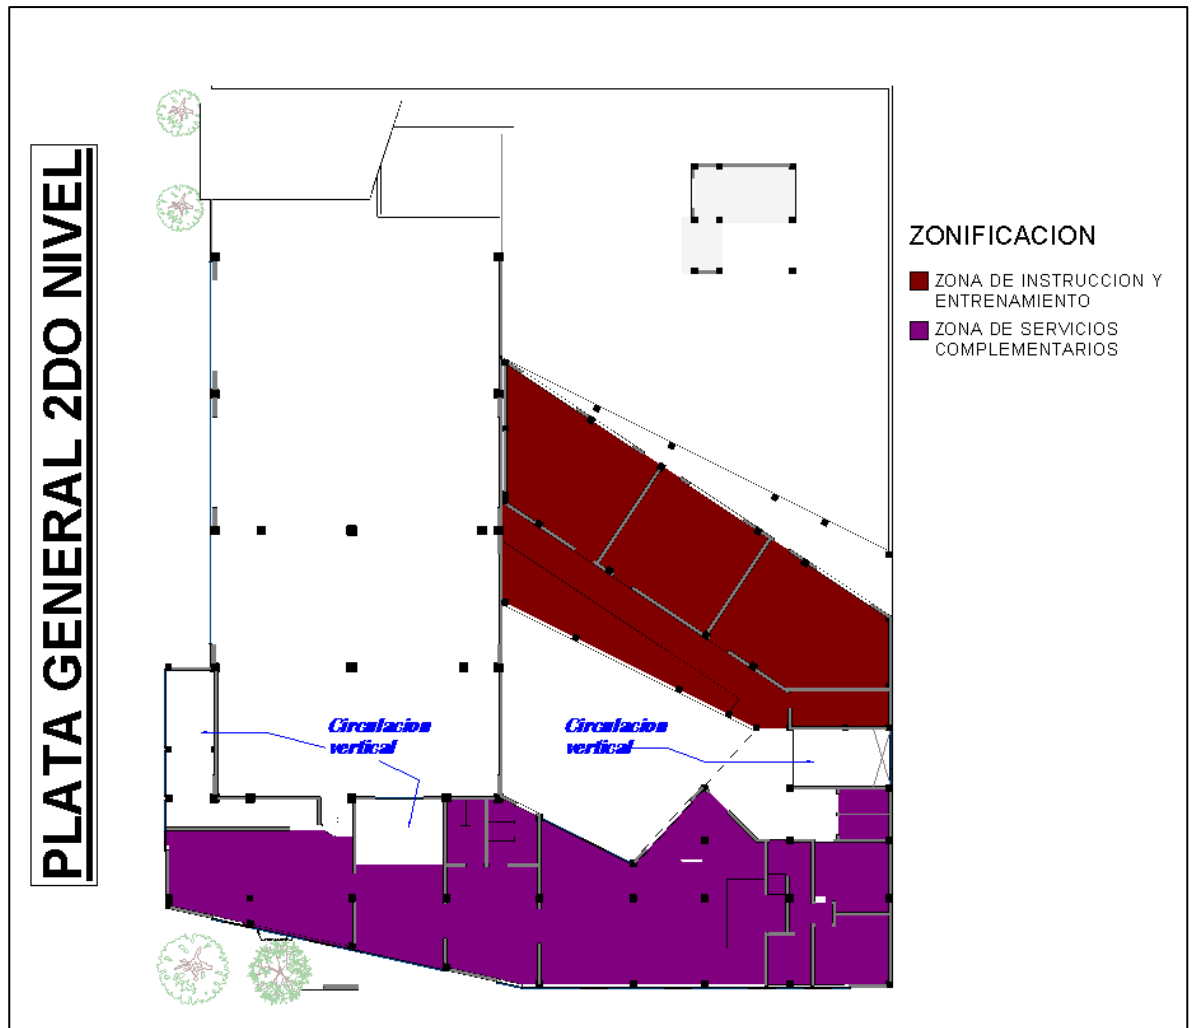 PLATA GENERAL 2DO NIVEL
ZONIFICACION
ZONA DE INSTRUCCION Y
ENTRENAMIENTO
ZONA DE SERVICIOS
COMPLEMENTARIOS
Circulacion
vertical
Circulacion
vertical